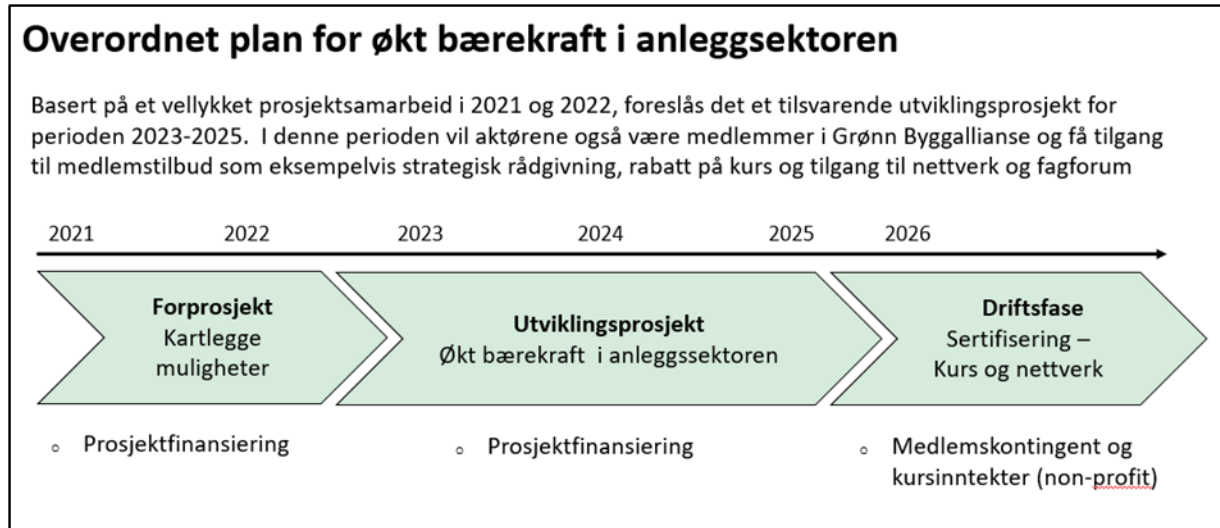 Overordnet plan for økt bærekraft i anleggsektoren
Basert på et vellykket prosjektsamarbeid i 2021 og 2022, foreslås det et tilsvarende utviklingsprosjekt for
perioden 2023-2025.  I denne perioden vil aktørene også være medlemmer i Grønn Byggallianse og få tilgang
til medlemstilbud som eksempelvis strategisk rådgivning, rabatt på kurs og tilgang til nettverk og fagforum
2021 2022 2023 2024 2025 2026
Forprosjekt
Kartlegge
muligheter
Utviklingsprosjekt
Økt bærekraft  i anleggssektoren
Driftsfase
Sertifisering –
Kurs og nettverk
○ Prosjektfinansiering
○ Prosjektfinansiering
○ Medlemskontingent og
kursinntekter (non-profit)